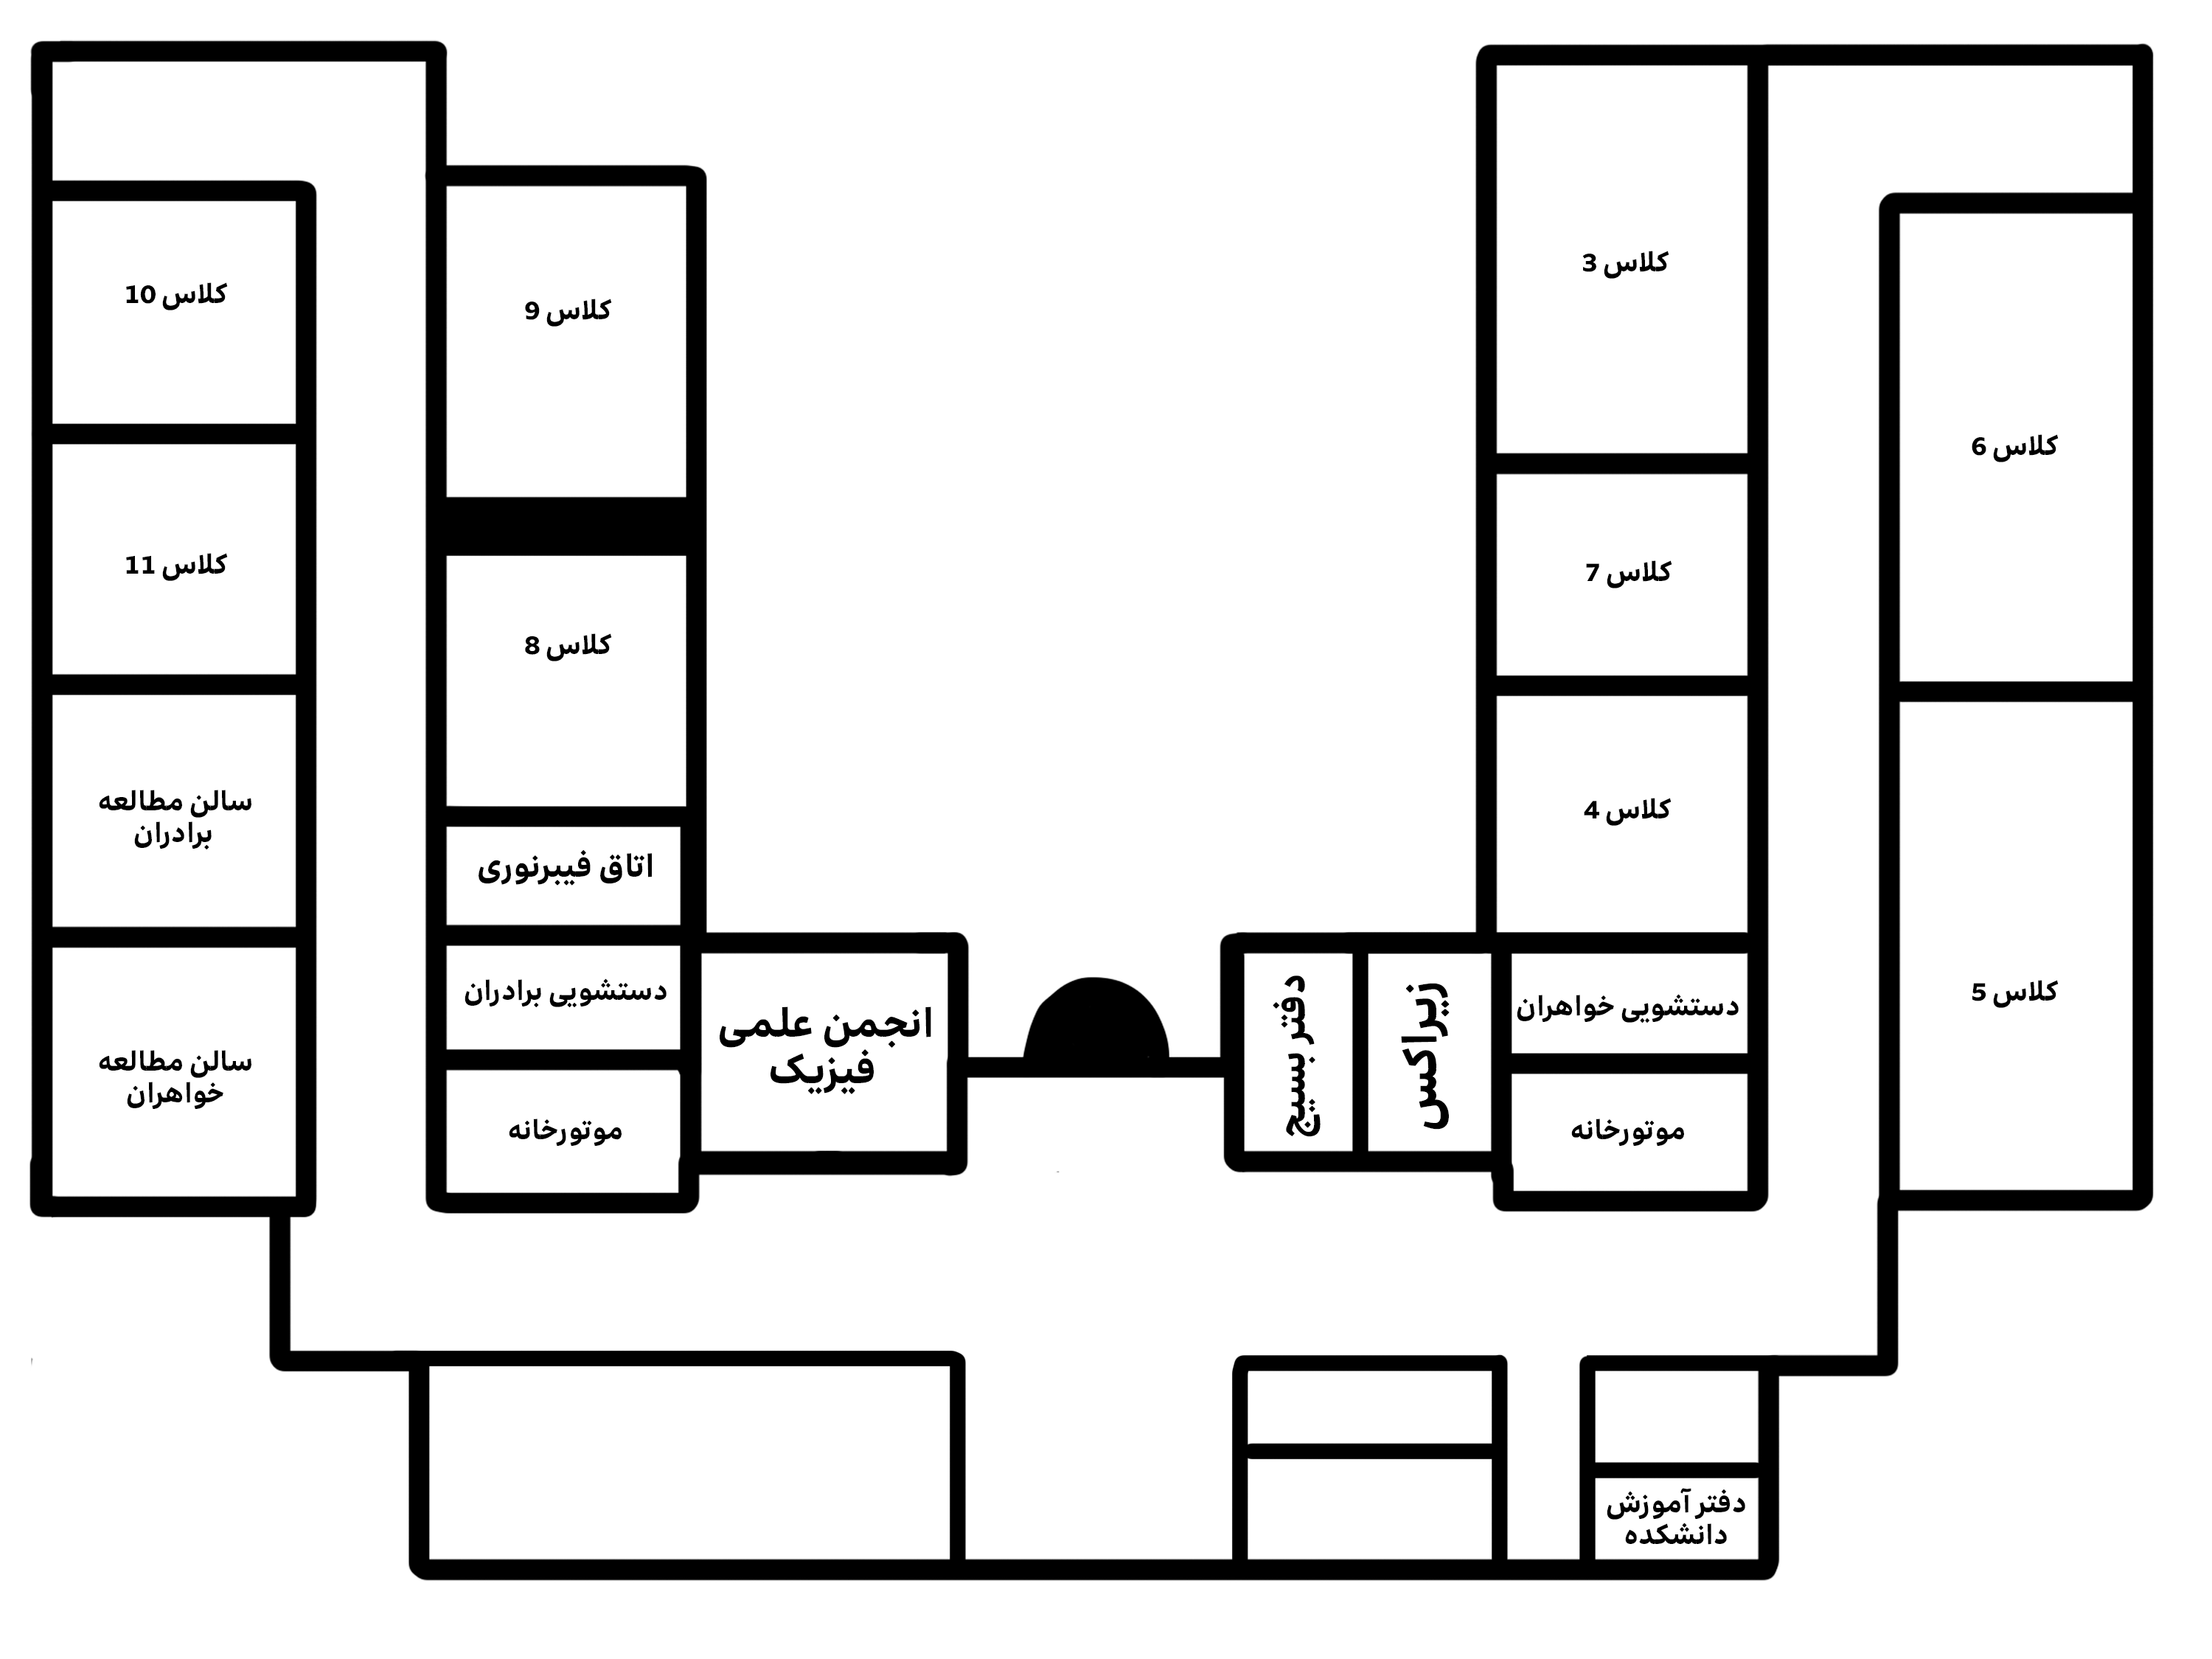 کلاس 3
کلاس 6
کلاس 7
کلاس 4
کلاس 5
دستشویی خواهران
موتورخانه
زیراکس
دفتر بسیج
انجمن علمی
فیزیک
کلاس 9
کلاس 8
اتاق فیبرنوری
دستشویی برادران
موتورخانه
کلاس 10
کلاس 11
سالن مطالعه
برادران
سالن مطالعه
خواهران
دفتر آموزش
دانشکده